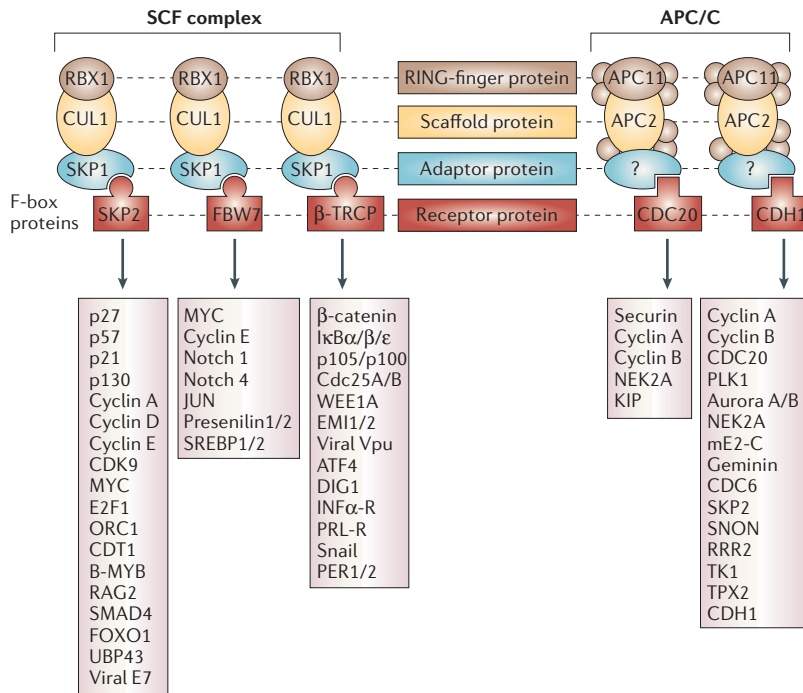 SCF complex
APC/C
RBX1 RBX1 RBX1 RING-finger protein APC11 APC11
CUL1 CUL1 CUL1 Scaffold protein APC2 APC2
SKP1 SKP1 SKP1 Adaptor protein ? ?
F-box
proteins
SKP2 FBW7 β-TRCP Receptor protein CDC20 CDH1
p27
p57
p21
p130
Cyclin A
Cyclin D
Cyclin E
CDK9
MYC
E2F1
ORC1
CDT1
B-MYB
RAG2
SMAD4
FOXO1
UBP43
Viral E7
MYC
Cyclin E
Notch 1
Notch 4
JUN
Presenilin1/2
SREBP1/2
β-catenin
IκBα/β/ε
p105/p100
Cdc25A/B
WEE1A
EMI1/2
Viral Vpu
ATF4
DIG1
INFα-R
PRL-R
Snail
PER1/2
Securin
Cyclin A
Cyclin B
NEK2A
KIP
Cyclin A
Cyclin B
CDC20
PLK1
Aurora A/B
NEK2A
mE2-C
Geminin
CDC6
SKP2
SNON
RRR2
TK1
TPX2
CDH1